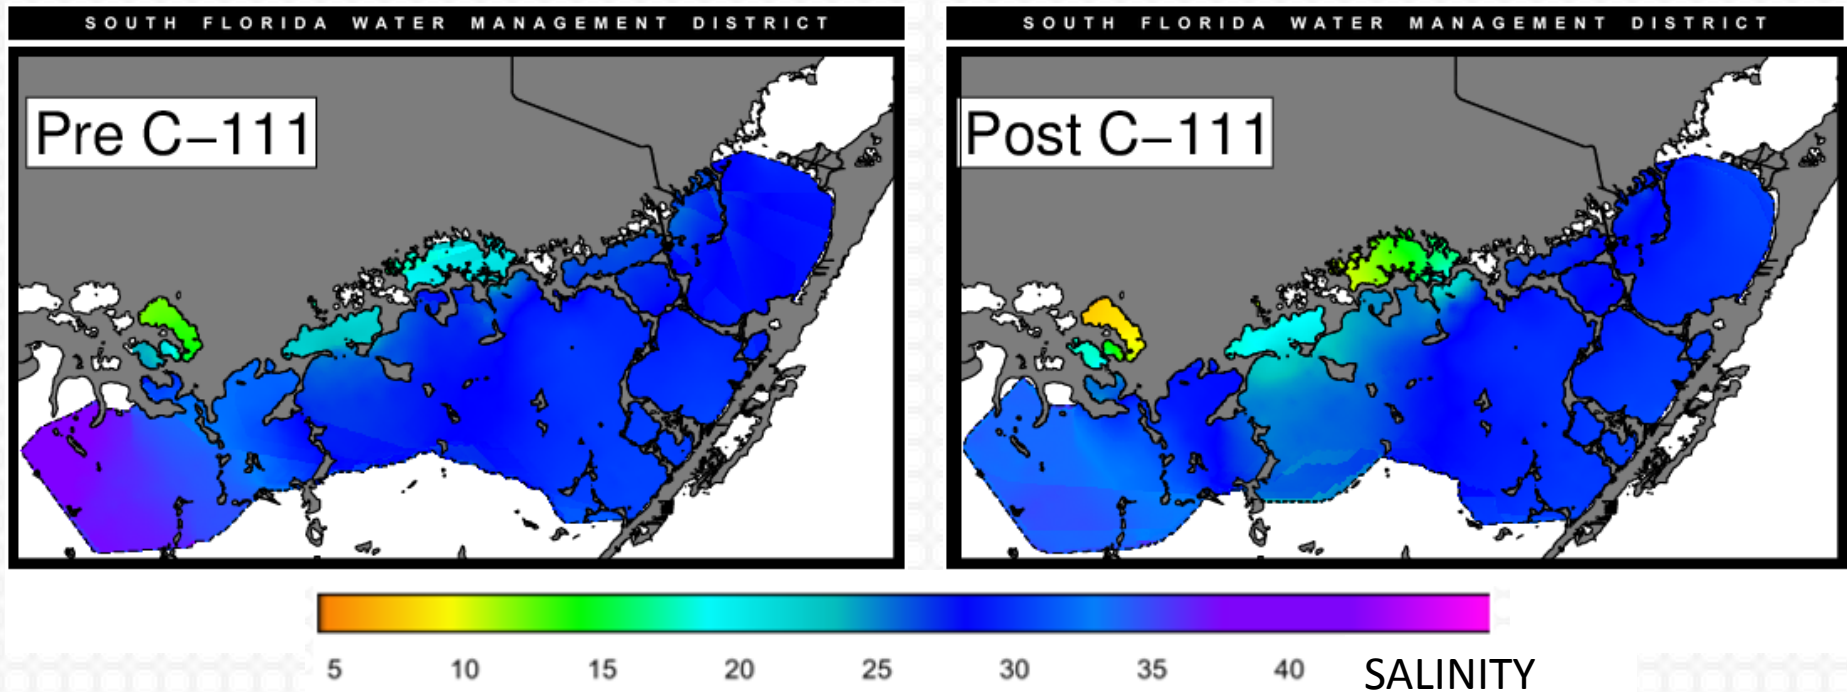 SOUTH FLORIDA WATER MANAGEMENT DISTRICT
Pre C–111
SOUTH FLORIDA WATER MANAGEMENT DISTRICT
Post C–111
5 10 15 20 25 30 35 40 SALINITY